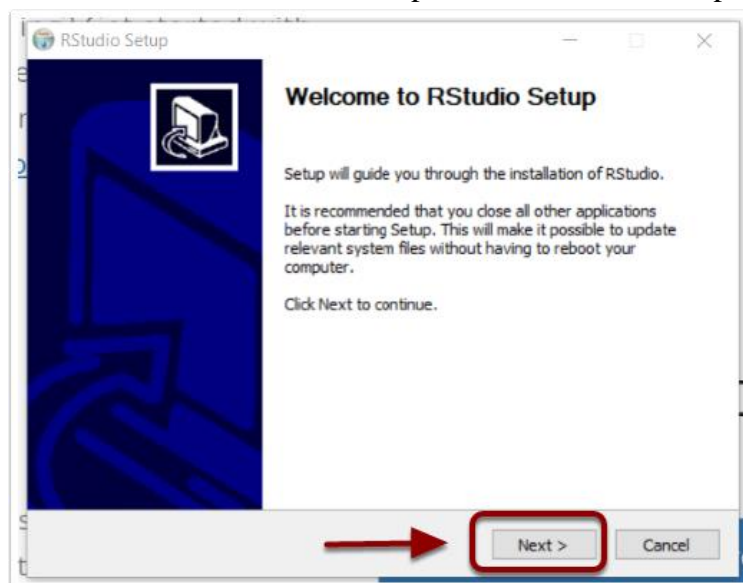 RStudio Setup
Welcome to RStudio Setup
Setup will guide you through the installation of RStudio.
It is recommended that you close all other applications
before starting Setup. This will make it possible to update
relevant system files without having to reboot your
computer.
Click Next to continue.
Next >
Cancel